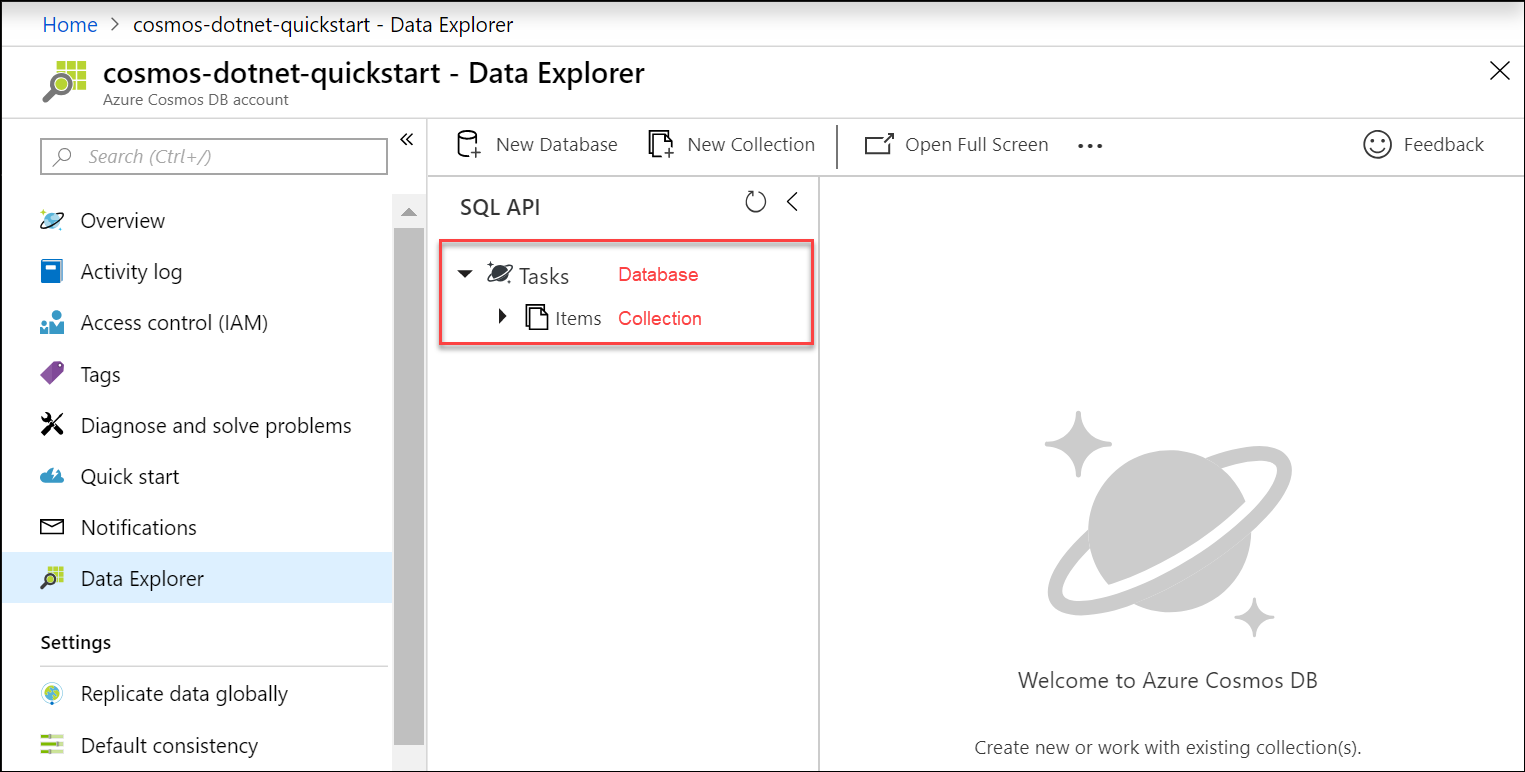 Home > cosmos-dotnet-quickstart - Data Explorer
cosmos-dotnet-quickstart - Data Explorer
Azure Cosmos DB account
Search (Ctrl+/)
Overview
Activity log
Access control (IAM)
Tags
Diagnose and solve problems
Quick start
Notifications
Data Explorer
Settings
Replicate data globally
Default consistency
New Database New Collection Open Full Screen ... Feedback
SQL API
Tasks Database
Items Collection
Welcome to Azure Cosmos DB
Create new or work with existing collection(s).